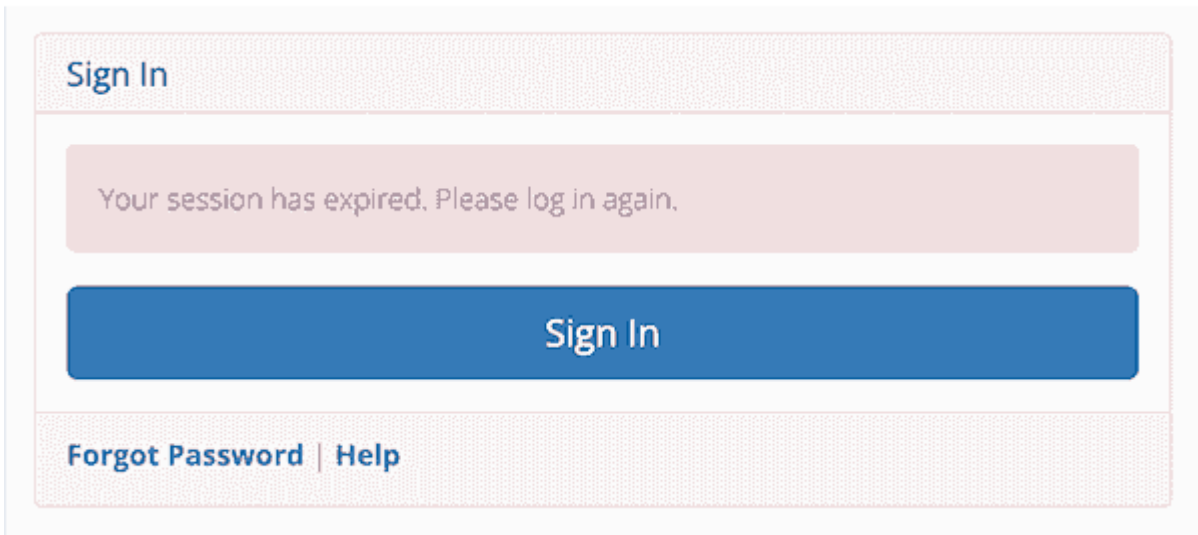 Sign In
Your session has expired. Please log in again.
Sign In
Forgot Password | Help